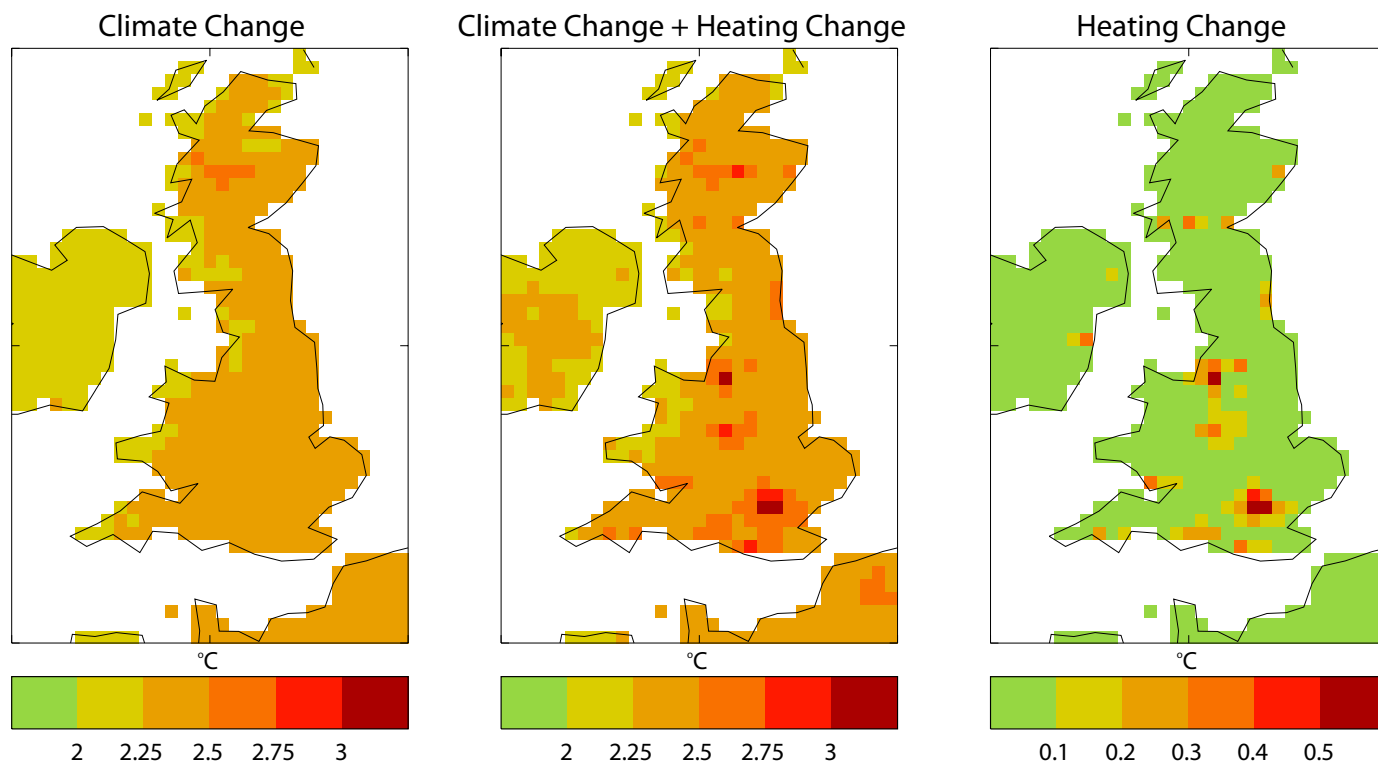 Climate Change
Climate Change + Heating Change
Heating Change
°C
°C
°C
2 2.25 2.5 2.75 3
2 2.25 2.5 2.75 3
0.1 0.2 0.3 0.4 0.5